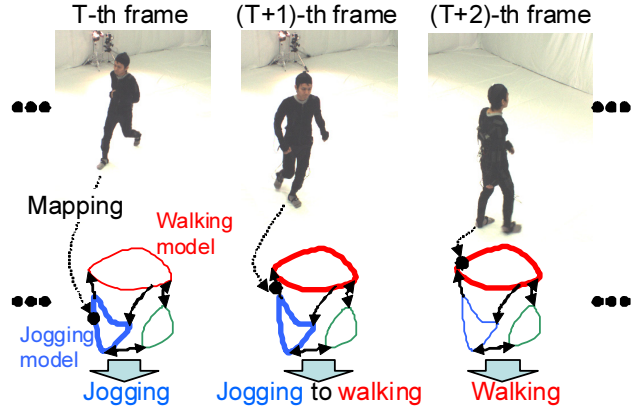 T-th frame
(T+1)-th frame
(T+2)-th frame
Mapping
Walking
model
Jogging
model
Jogging
Jogging to walking
Walking